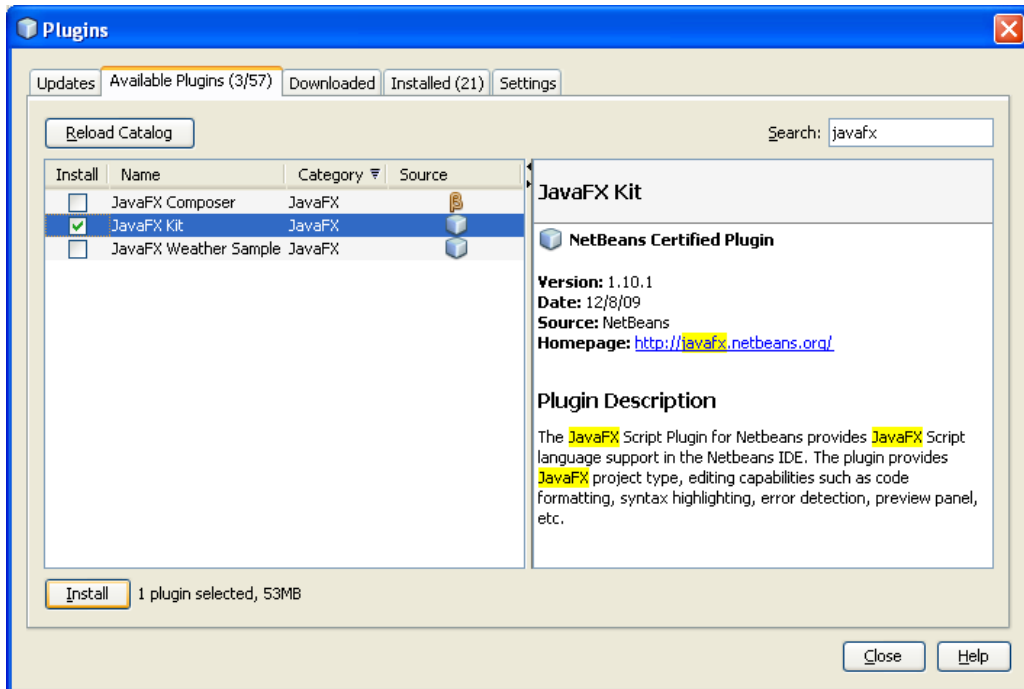 Plugins
Updates Available Plugins (3/57) Downloaded Installed (21) Settings
Reload Catalog Search: javafx
Install Name Category Source
JavaFX Composer JavaFX β
JavaFX Kit JavaFX
JavaFX Weather Sample JavaFX
JavaFX Kit
NetBeans Certified Plugin
Version: 1.10.1
Date: 12/8/09
Source: NetBeans
Homepage: http://javafx.netbeans.org/
Plugin Description
The JavaFX Script Plugin for Netbeans provides JavaFX Script
language support in the Netbeans IDE. The plugin provides
JavaFX project type, editing capabilities such as code
formatting, syntax highlighting, error detection, preview panel,
etc.
Install 1 plugin selected, 53MB
Close Help